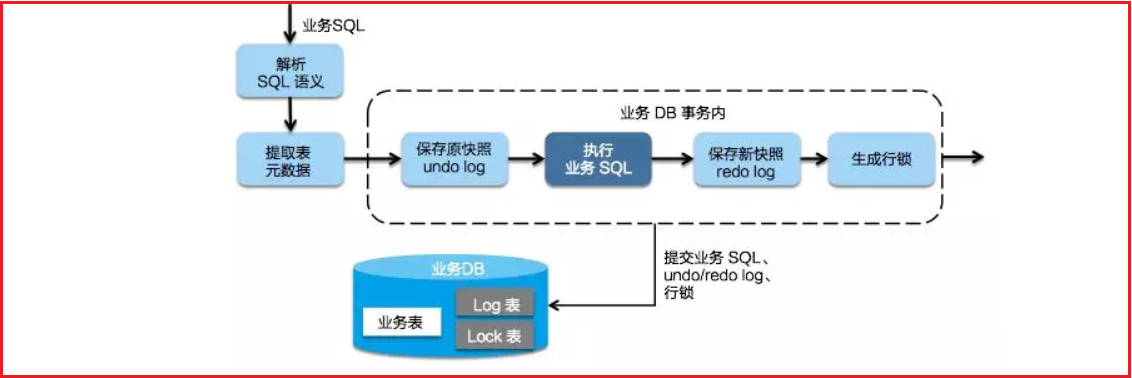 业务SQL
解析
SQL 语义
业务 DB 事务内
提取表
元数据
保存原快照
undo log
执行
业务 SQL
保存新快照
redo log
生成行锁
提交业务 SQL、
undo/redo log、
行锁
业务DB
业务表
Log 表
Lock 表